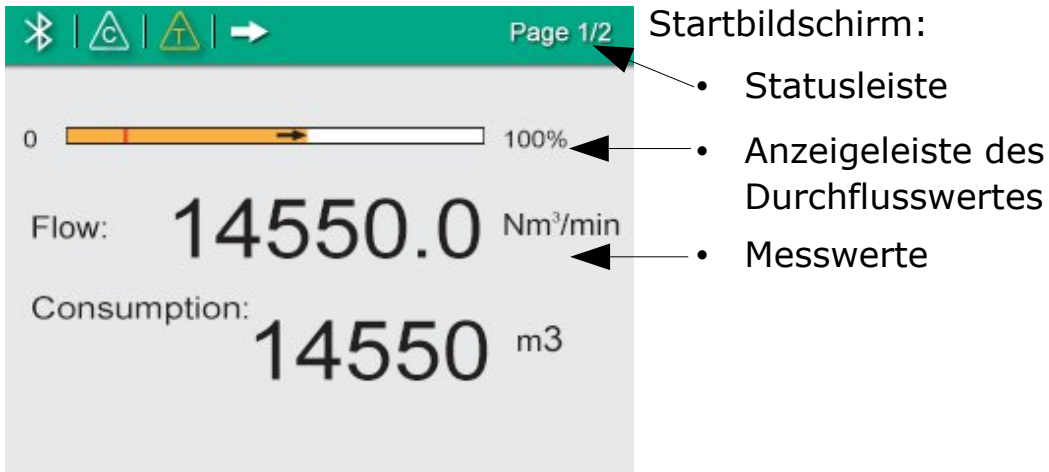 C T Page 1/2
0 100%
Flow: 14550.0 Nm³/min
Consumption:
14550 m3
Startbildschirm:
• Statusleiste
• Anzeigeleiste des
Durchflusswertes
• Messwerte